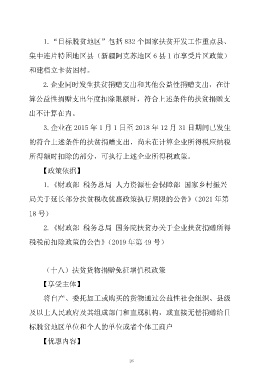 1.“目标脱贫地区”包括 832 个国家扶贫开发工作重点县、
集中连片特困地区县（新疆阿克苏地区 6 县 1 市享受片区政策）
和建档立卡贫困村。
2.企业同时发生扶贫捐赠支出和其他公益性捐赠支出，在计
算公益性捐赠支出年度扣除限额时，符合上述条件的扶贫捐赠支
出不计算在内。
3.企业在 2015 年 1 月 1 日至 2018 年 12 月 31 日期间已发生
的符合上述条件的扶贫捐赠支出，尚未在计算企业所得税应纳税
所得额时扣除的部分，可执行上述企业所得税政策。
【政策依据】
1.《财政部 税务总局 人力资源社会保障部 国家乡村振兴
局关于延长部分扶贫税收优惠政策执行期限的公告》（2021 年第
18 号）
2.《财政部 税务总局 国务院扶贫办关于企业扶贫捐赠所得
税税前扣除政策的公告》（2019 年第 49 号）
（十八）扶贫货物捐赠免征增值税政策
【享受主体】
将自产、委托加工或购买的货物通过公益性社会组织、县级
及以上人民政府及其组成部门和直属机构，或直接无偿捐赠给目
标脱贫地区单位和个人的单位或者个体工商户
【优惠内容】